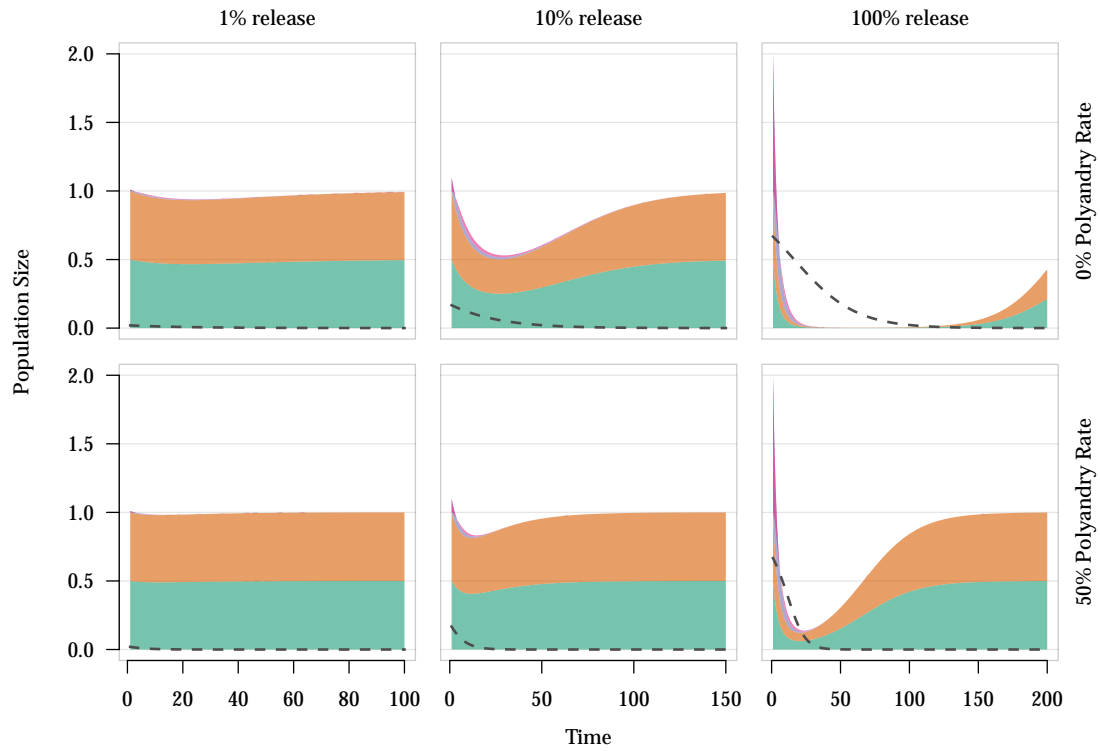 1% release
10% release
100% release
2.0
1.5
1.0
0.5
0.0
0% Polyandry Rate
Population Size
2.0
1.5
1.0
0.5
0.0
50% Polyandry Rate
0 20 40 60 80 100
0 50 100 150
0 50 100 150 200
Time